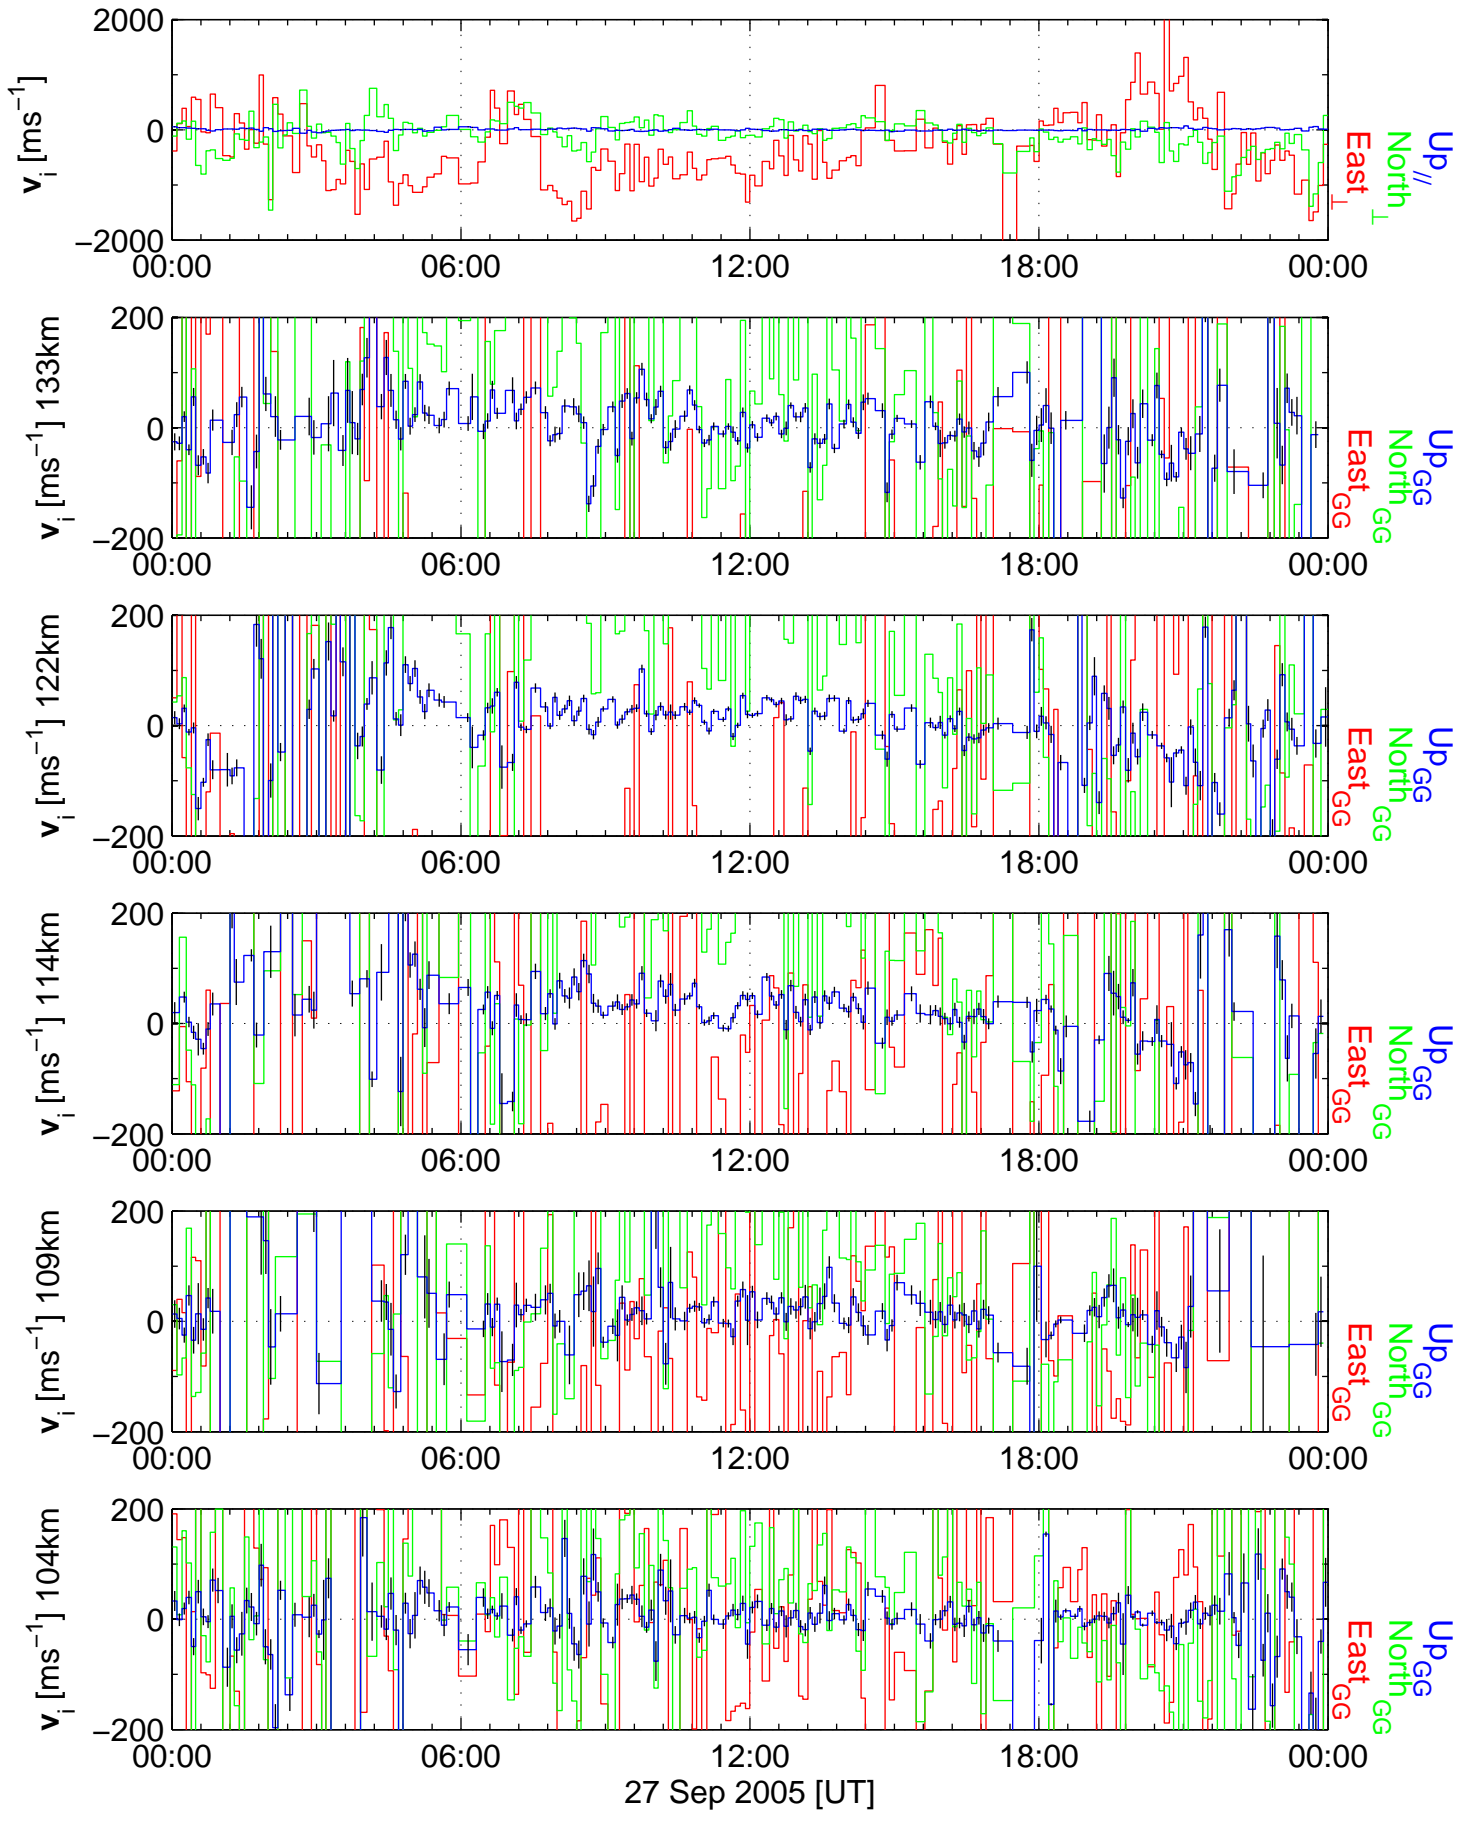 2000
0
−2000
v_i [ms^−1]
00:00 06:00 12:00 18:00 00:00
Up_//
North_⊥
East_⊥
200
0
−200
v_i [ms^−1] 133km
00:00 06:00 12:00 18:00 00:00
Up_GG
North_GG
East_GG
200
0
−200
v_i [ms^−1] 122km
00:00 06:00 12:00 18:00 00:00
Up_GG
North_GG
East_GG
200
0
−200
v_i [ms^−1] 114km
00:00 06:00 12:00 18:00 00:00
Up_GG
North_GG
East_GG
200
0
−200
v_i [ms^−1] 109km
00:00 06:00 12:00 18:00 00:00
Up_GG
North_GG
East_GG
200
0
−200
v_i [ms^−1] 104km
00:00 06:00 12:00 18:00 00:00
Up_GG
North_GG
East_GG
27 Sep 2005 [UT]